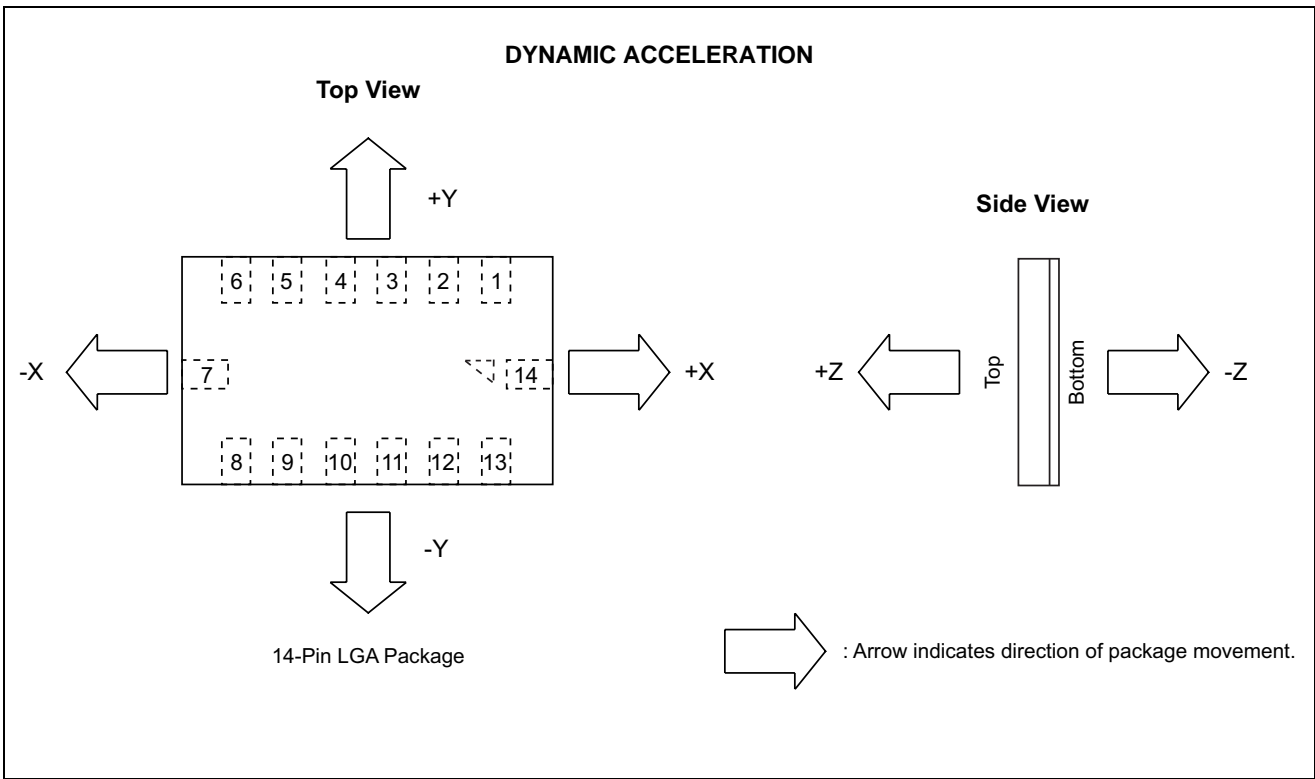 DYNAMIC ACCELERATION
Top View
+Y
Side View
6 5 4 3 2 1
-X
7
14
+X
+Z
Top
Bottom
-Z
8 9 10 11 12 13
-Y
14-Pin LGA Package
: Arrow indicates direction of package movement.